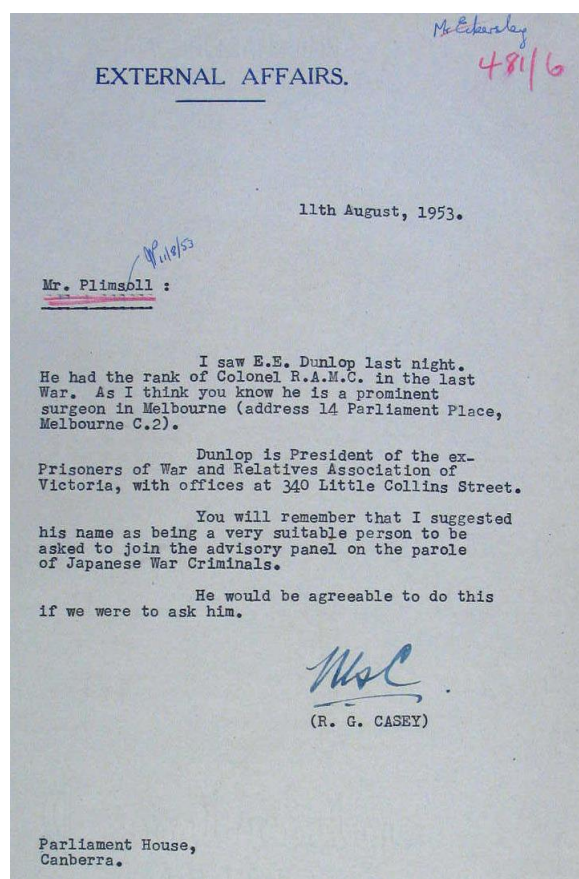 Mr Eckersley
481/6
EXTERNAL AFFAIRS.
11th August, 1953.
11/8/53
Mr. Plimsoll :
I saw E.E. Dunlop last night.
He had the rank of Colonel R.A.M.C. in the last
War. As I think you know he is a prominent
surgeon in Melbourne (address 14 Parliament Place,
Melbourne C.2).
Dunlop is President of the ex-
Prisoners of War and Relatives Association of
Victoria, with offices at 340 Little Collins Street.
You will remember that I suggested
his name as being a very suitable person to be
asked to join the advisory panel on the parole
of Japanese War Criminals.
He would be agreeable to do this
if we were to ask him.
(R. G. CASEY)
Parliament House,
Canberra.